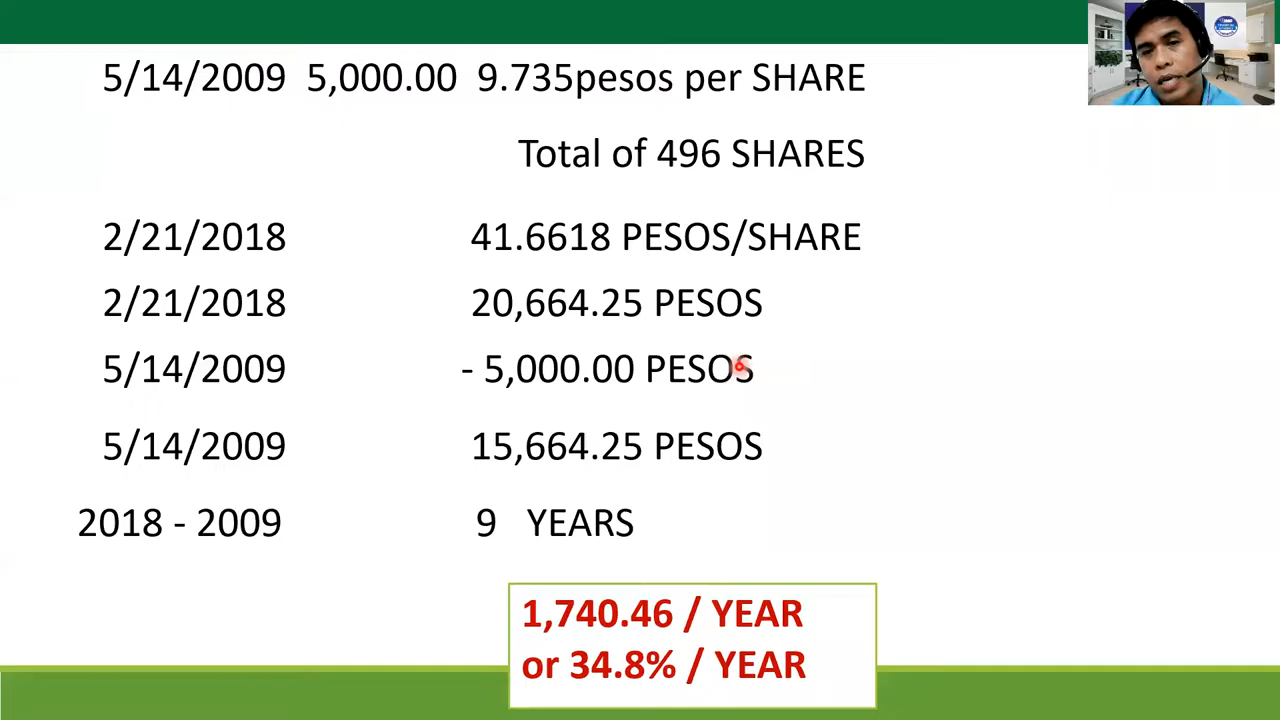 5/14/2009 5,000.00 9.735pesos per SHARE
Total of 496 SHARES
2/21/2018 41.6618 PESOS/SHARE
2/21/2018 20,664.25 PESOS
5/14/2009 - 5,000.00 PESOS
5/14/2009 15,664.25 PESOS
2018 - 2009 9 YEARS
1,740.46 / YEAR
or 34.8% / YEAR